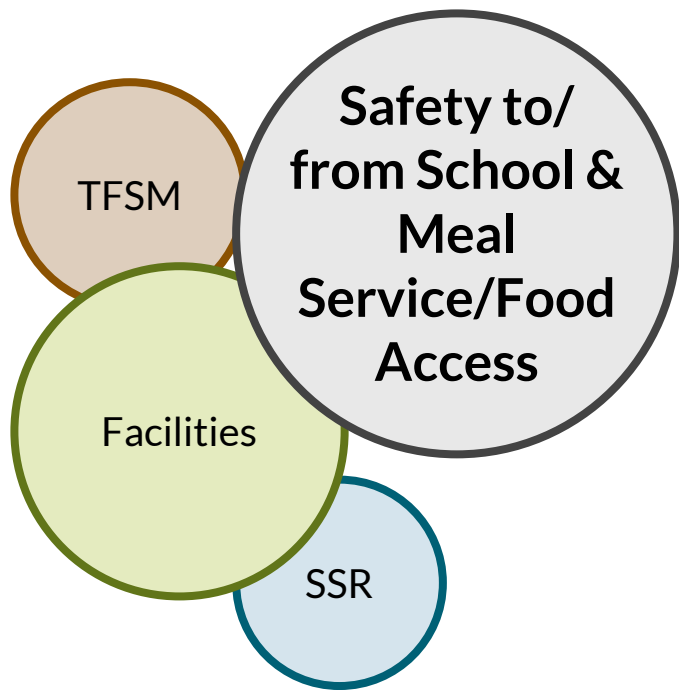 Safety to/
from School &
Meal
Service/Food
Access
TFSM
Facilities
SSR